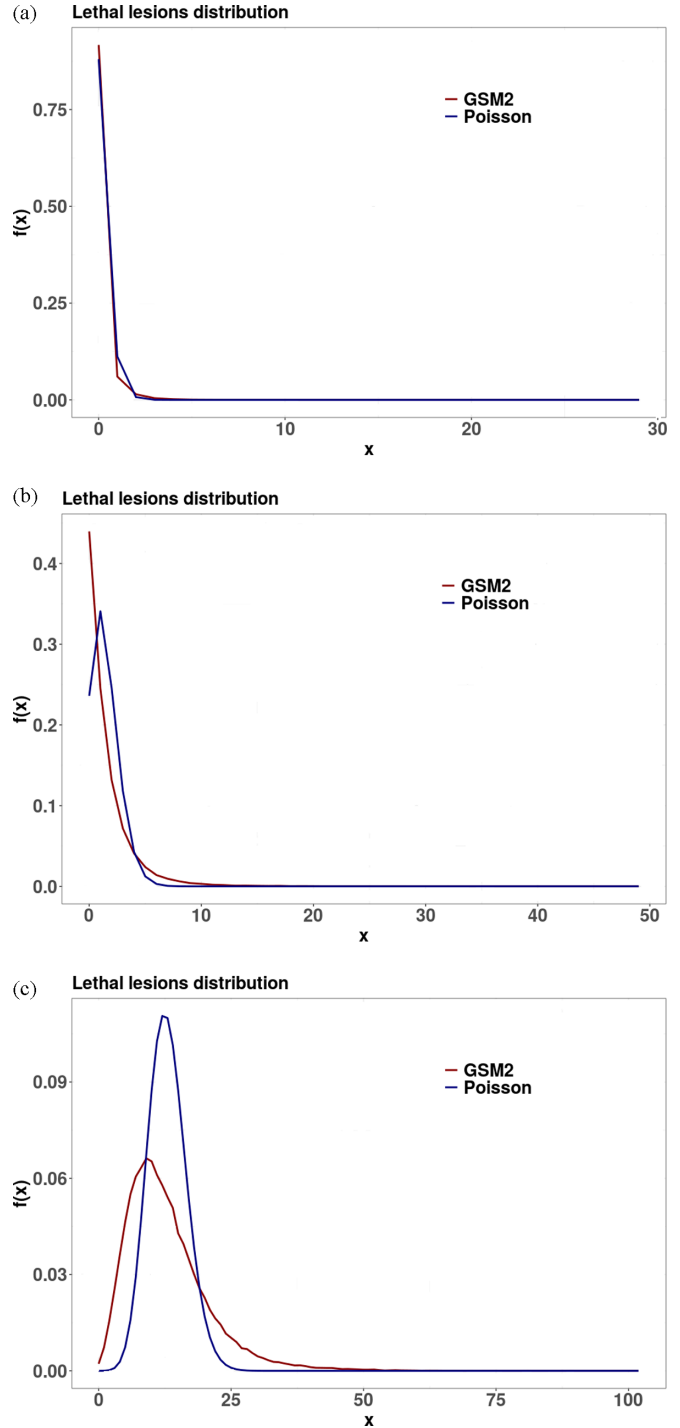 (a)
Lethal lesions distribution
f(x)
0.75
0.50
0.25
0.00
GSM2
Poisson
0 10 20 30
x
(b)
Lethal lesions distribution
f(x)
0.4
0.3
0.2
0.1
0.0
GSM2
Poisson
0 10 20 30 40 50
x
(c)
Lethal lesions distribution
f(x)
0.09
0.06
0.03
0.00
GSM2
Poisson
0 25 50 75 100
x